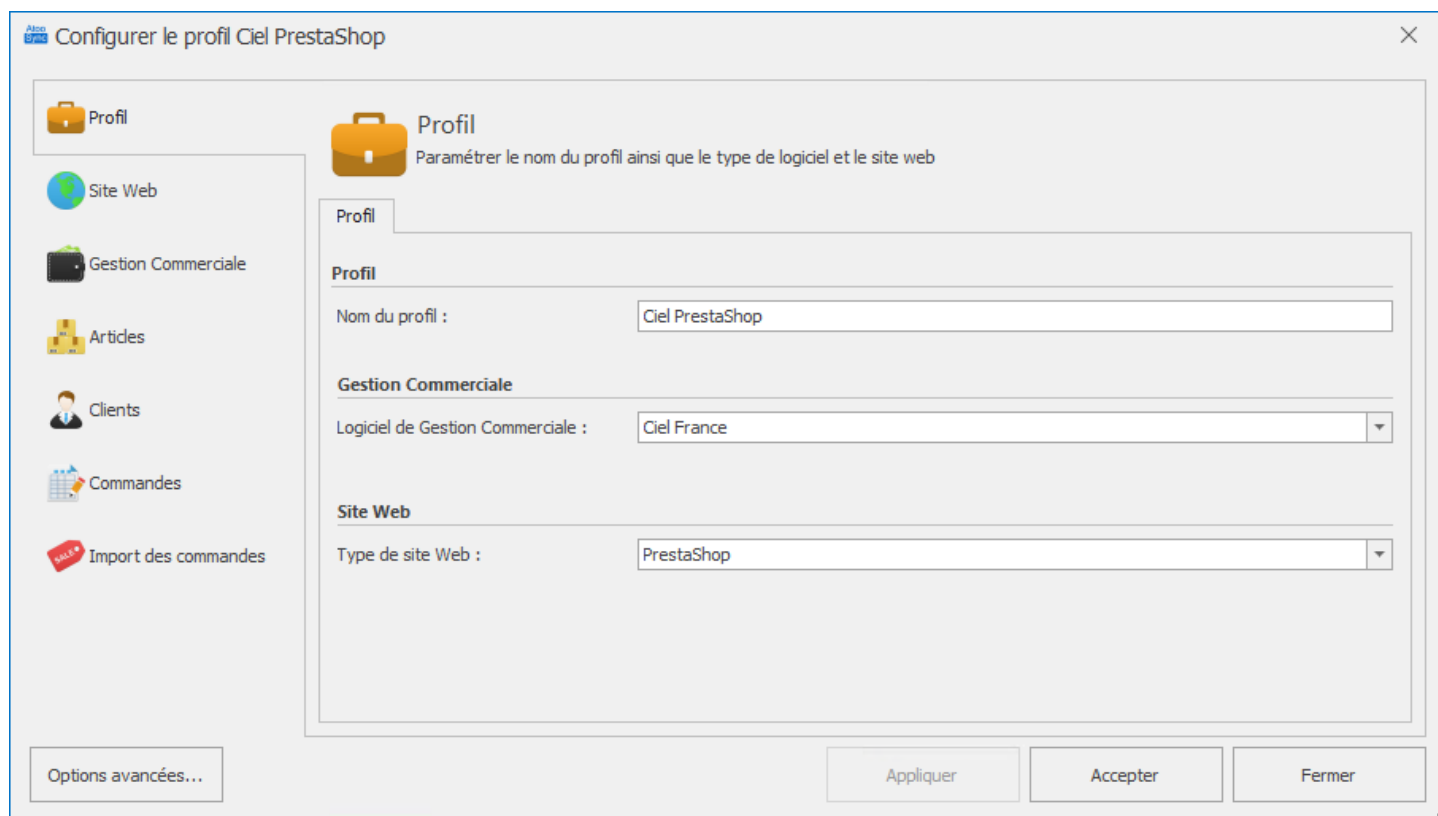 Atoo
Sync
Configurer le profil Ciel PrestaShop
Profil
Site Web
Gestion Commerciale
Articles
Clients
Commandes
SALE
Import des commandes
Profil
Paramétrer le nom du profil ainsi que le type de logiciel et le site web
Profil
Profil
Nom du profil :
Ciel PrestaShop
Gestion Commerciale
Logiciel de Gestion Commerciale :
Ciel France
Site Web
Type de site Web :
PrestaShop
Options avancées...
Appliquer
Accepter
Fermer